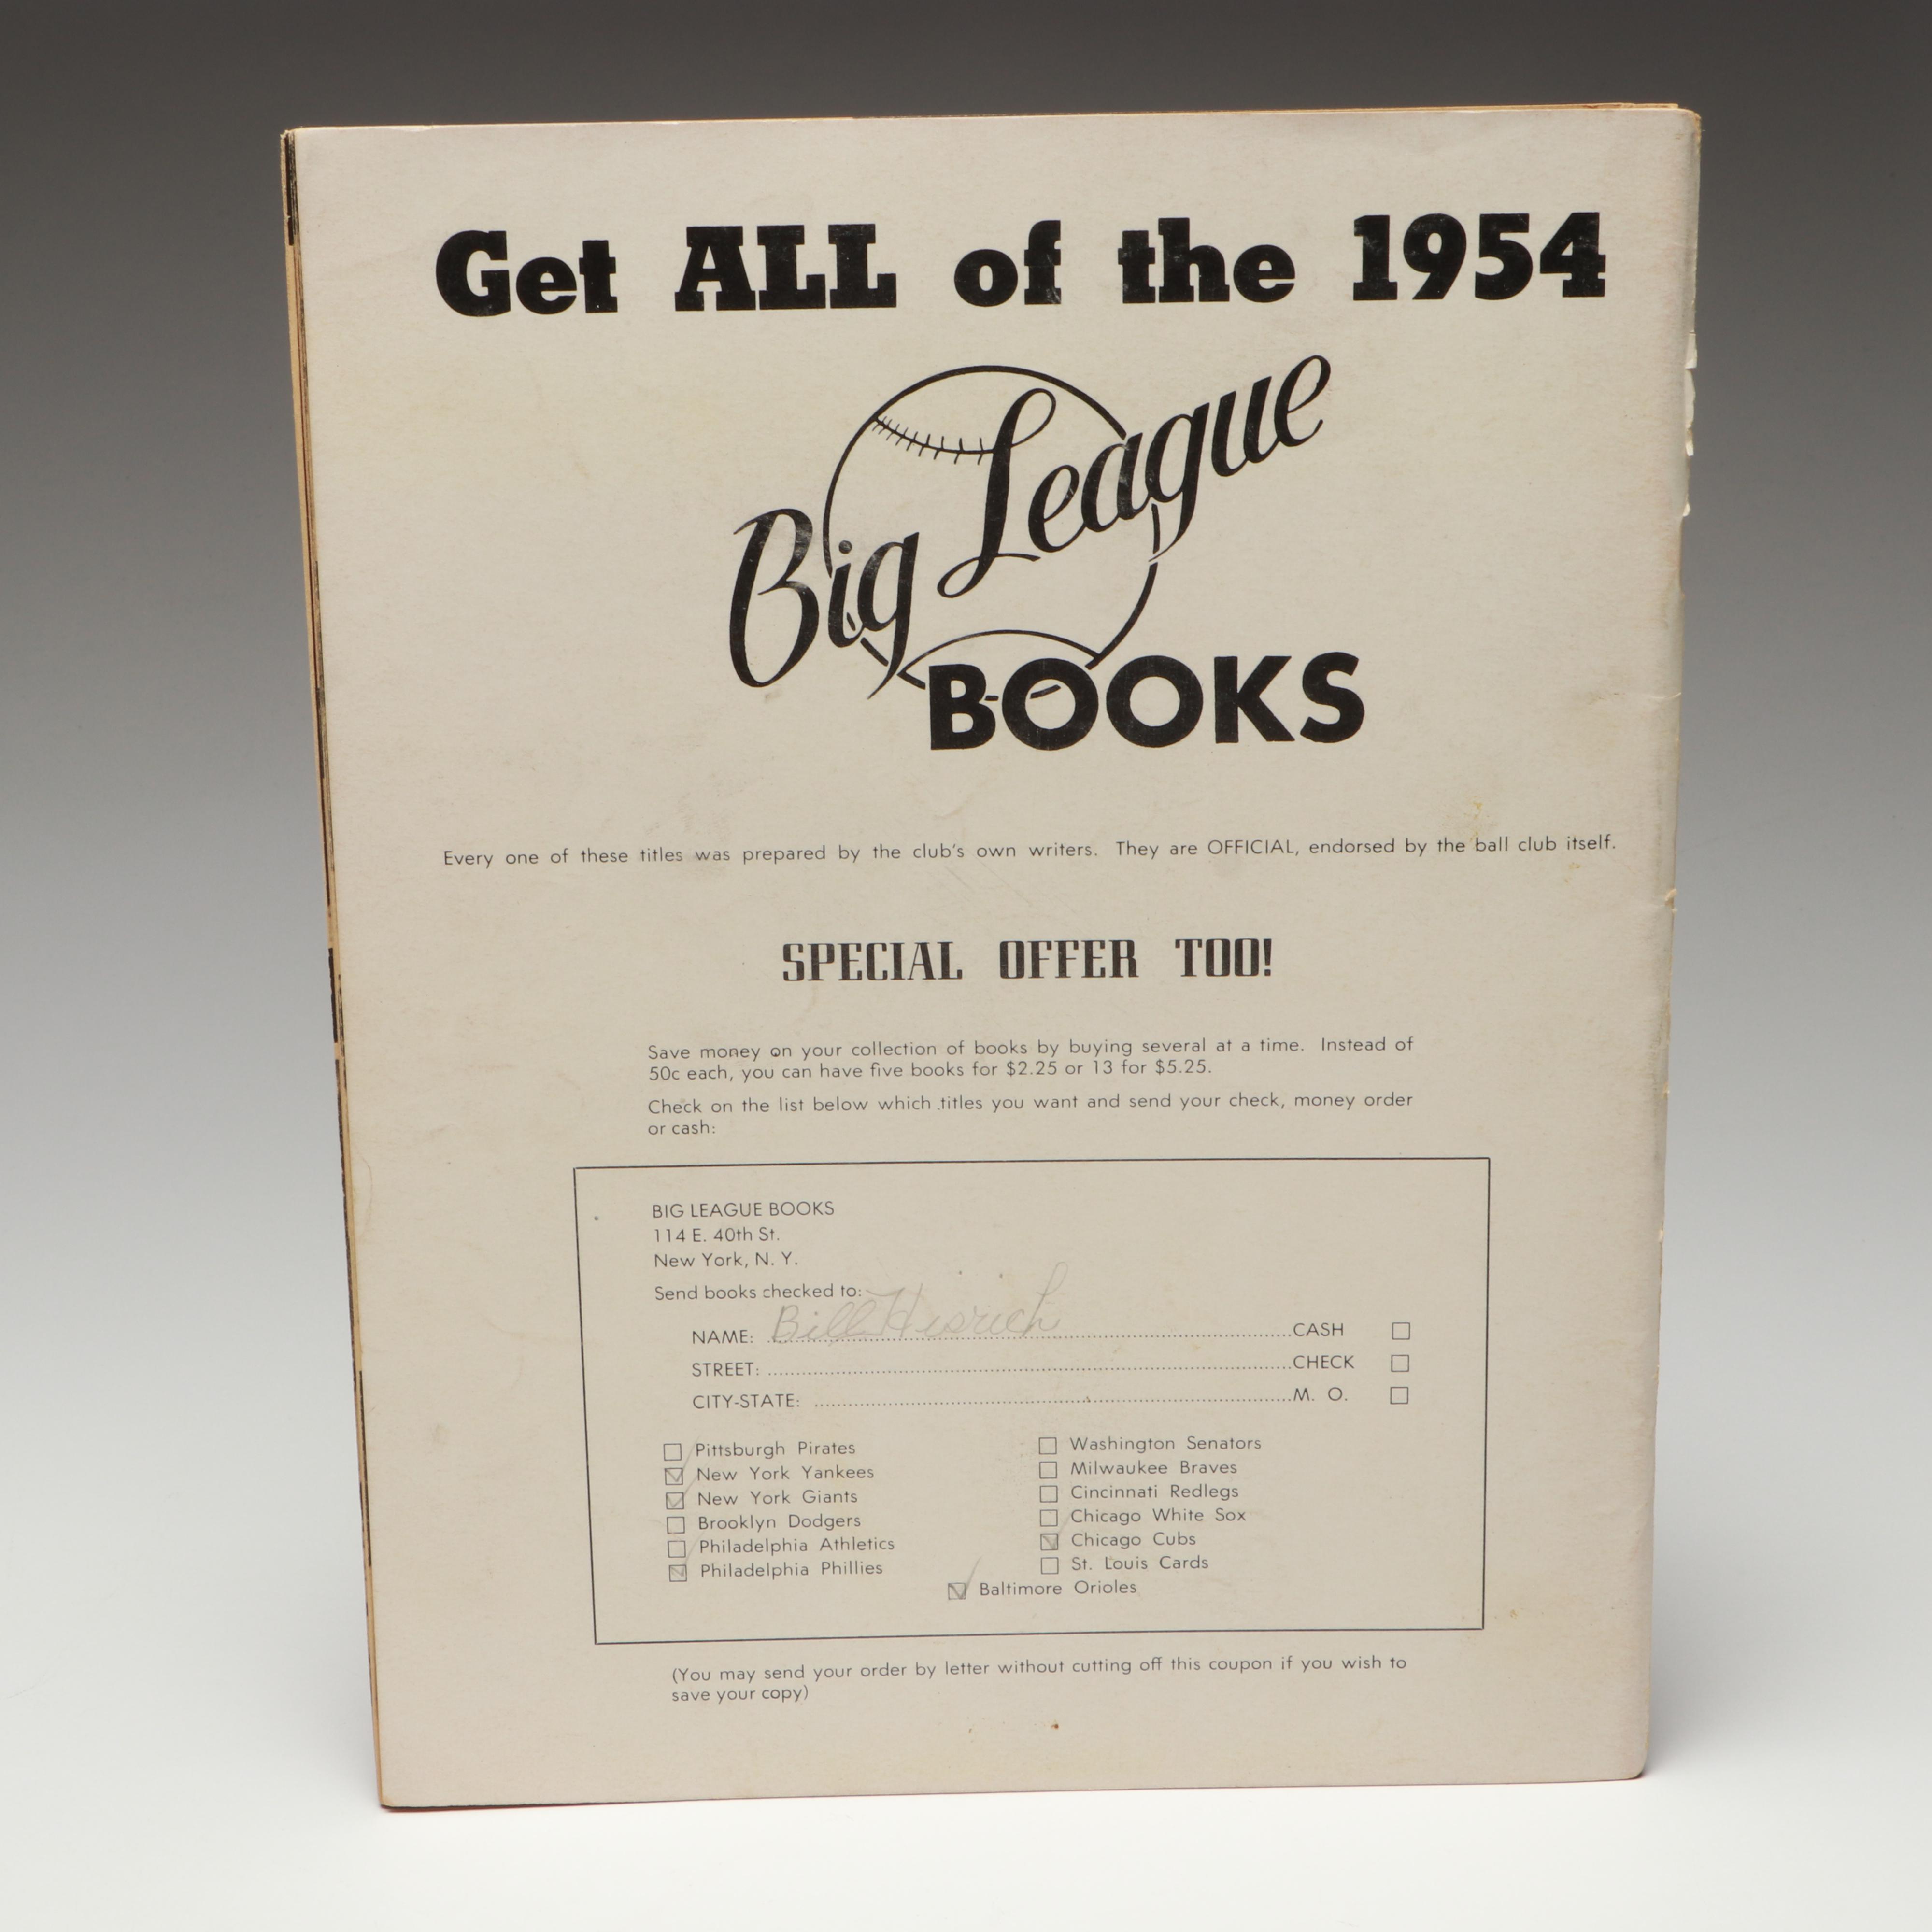 Get ALL of the 1954
Big League
BOOKS
Every one of these titles was prepared by the club's own writers. They are OFFICIAL, endorsed by the ball club itself.
SPECIAL OFFER TOO!
Save money on your collection of books by buying several at a time. Instead of
50c each, you can have five books for $2.25 or 13 for $5.25.
Check on the list below which titles you want and send your check, money order
or cash:
BIG LEAGUE BOOKS
114 E. 40th St.
New York, N. Y.
Send books checked to:
NAME: Bill CASH
STREET: CHECK
CITY-STATE: M. O.
Pittsburgh Pirates
New York Yankees
New York Giants
Brooklyn Dodgers
Philadelphia Athletics
Philadelphia Phillies
Washington Senators
Milwaukee Braves
Cincinnati Redlegs
Chicago White Sox
Chicago Cubs
St. Louis Cards
Baltimore Orioles
(You may send your order by letter without cutting off this coupon if you wish to
save your copy)